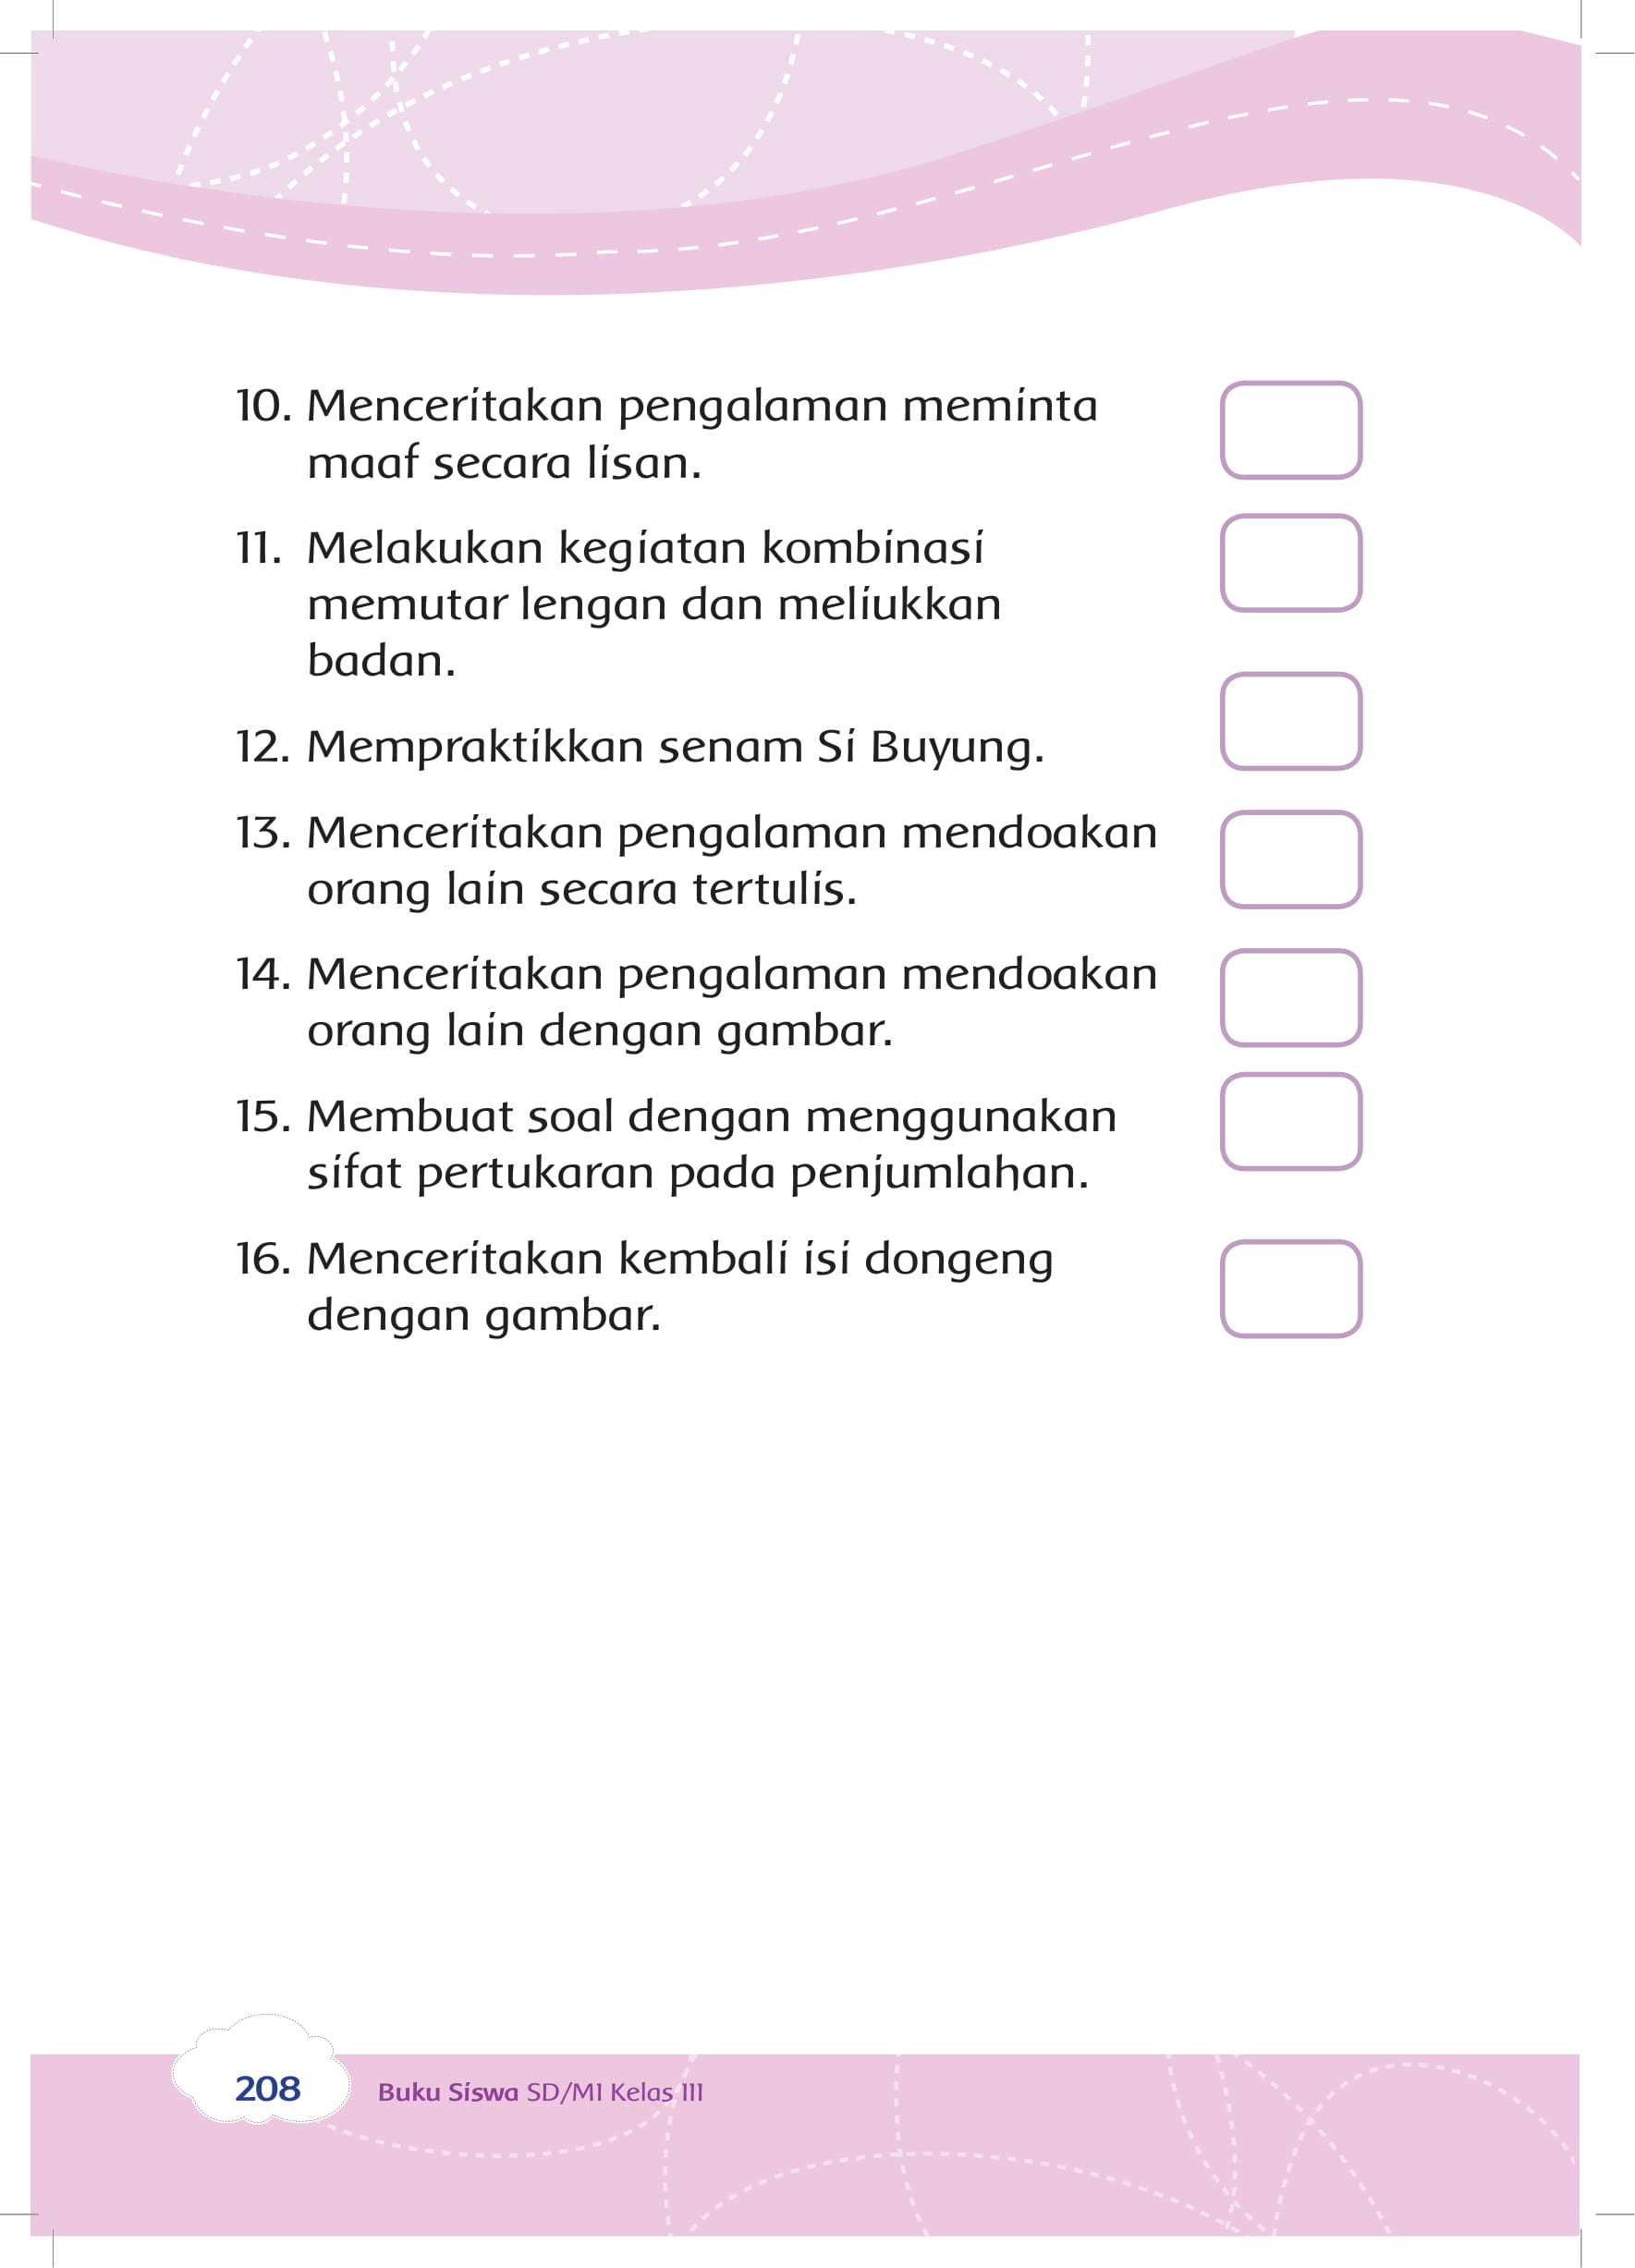 10. Menceritakan pengalaman meminta
maaf secara lisan.
11. Melakukan kegiatan kombinasi
memutar lengan dan meliukkan
badan.
12. Mempraktikkan senam Si Buyung.
13. Menceritakan pengalaman mendoakan
orang lain secara tertulis.
14. Menceritakan pengalaman mendoakan
orang lain dengan gambar.
15. Membuat soal dengan menggunakan
sifat pertukaran pada penjumlahan.
16. Menceritakan kembali isi dongeng
dengan gambar.
208
Buku Siswa SD/MI Kelas III